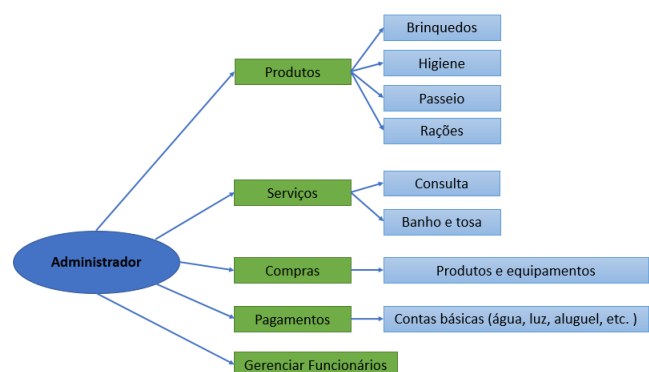 Brinquedos
Produtos
Higiene
Passeio
Rações
Serviços
Consulta
Banho e tosa
Administrador
Compras
Produtos e equipamentos
Pagamentos
Contas básicas (água, luz, aluguel, etc. )
Gerenciar Funcionários